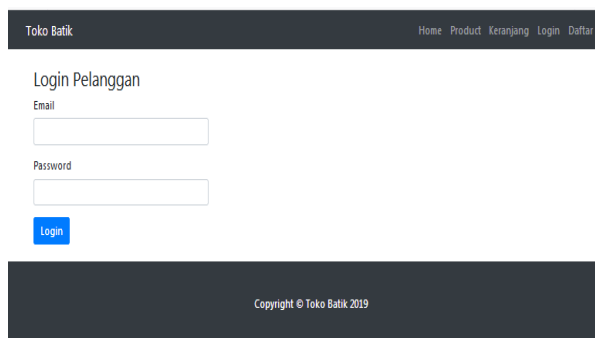 Toko Batik Home Product Keranjang Login Daftar
Login Pelanggan
Email
Password
Login
Copyright © Toko Batik 2019